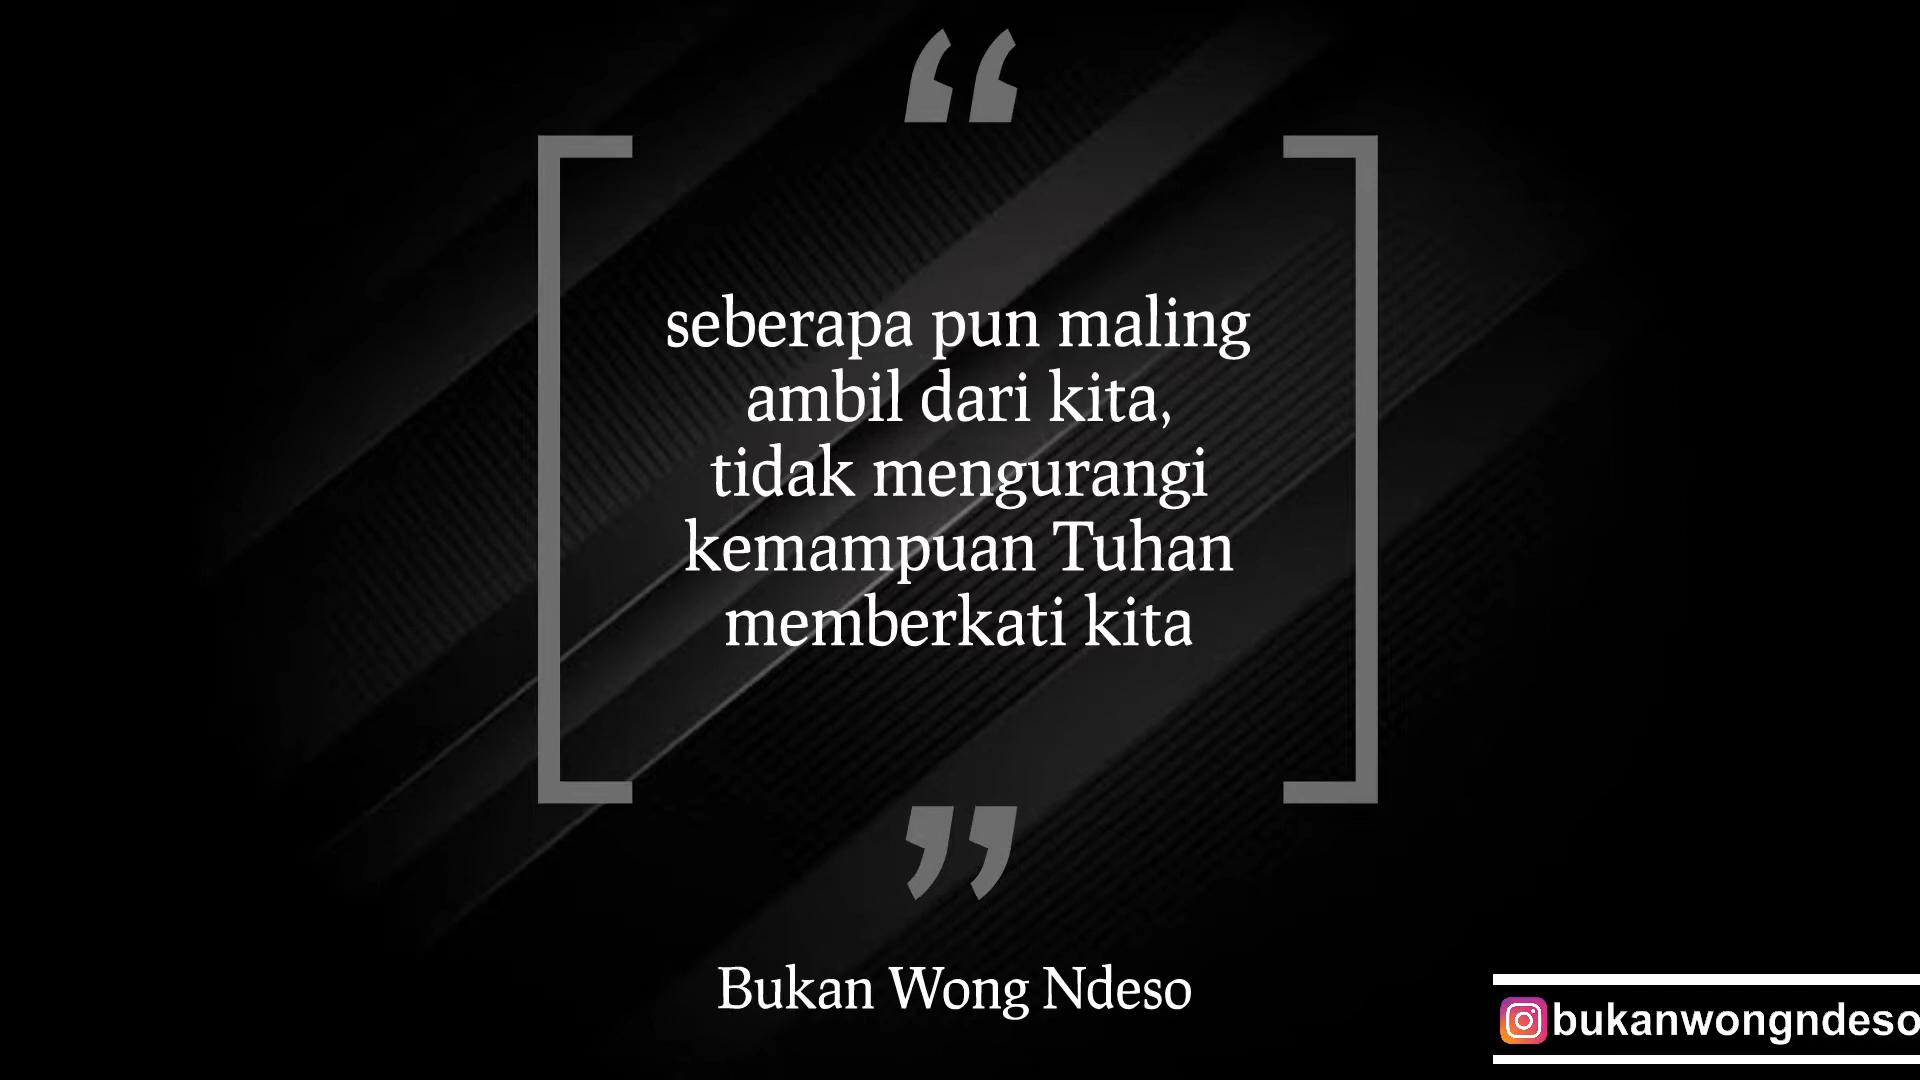 “
seberapa pun maling
ambil dari kita,
tidak mengurangi
kemampuan Tuhan
memberkati kita
”
Bukan Wong Ndeso
bukanwongndeso